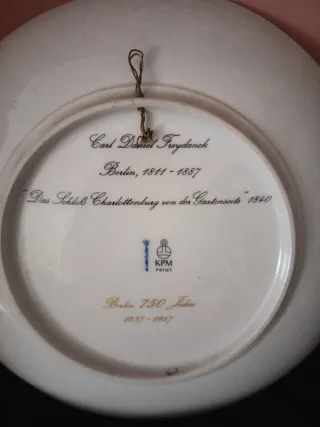 Carl Daniel Freydanck
Berlin, 1811 - 1887
"Das Schloß Charlottenburg von der Gartenseite" 1840
KPM
PRINT
Berlin 750 Jahre
1237 - 1987